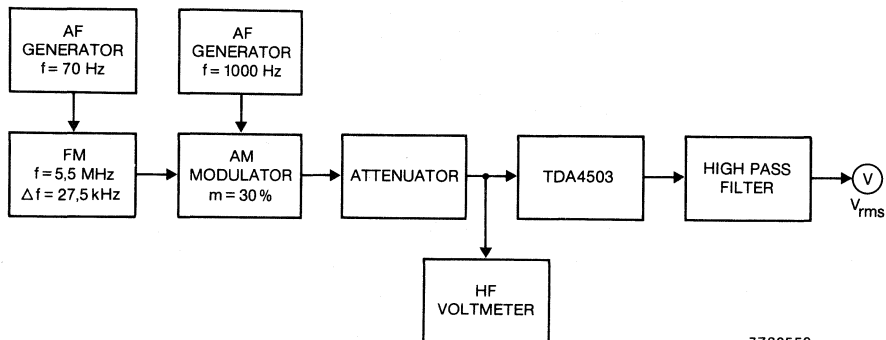 AF
GENERATOR
f = 70 Hz
AF
GENERATOR
f = 1000 Hz
FM
f = 5,5 MHz
Δf = 27,5 kHz
AM
MODULATOR
m = 30%
ATTENUATOR
TDA4503
HIGH PASS
FILTER
V
Vrms
HF
VOLTMETER